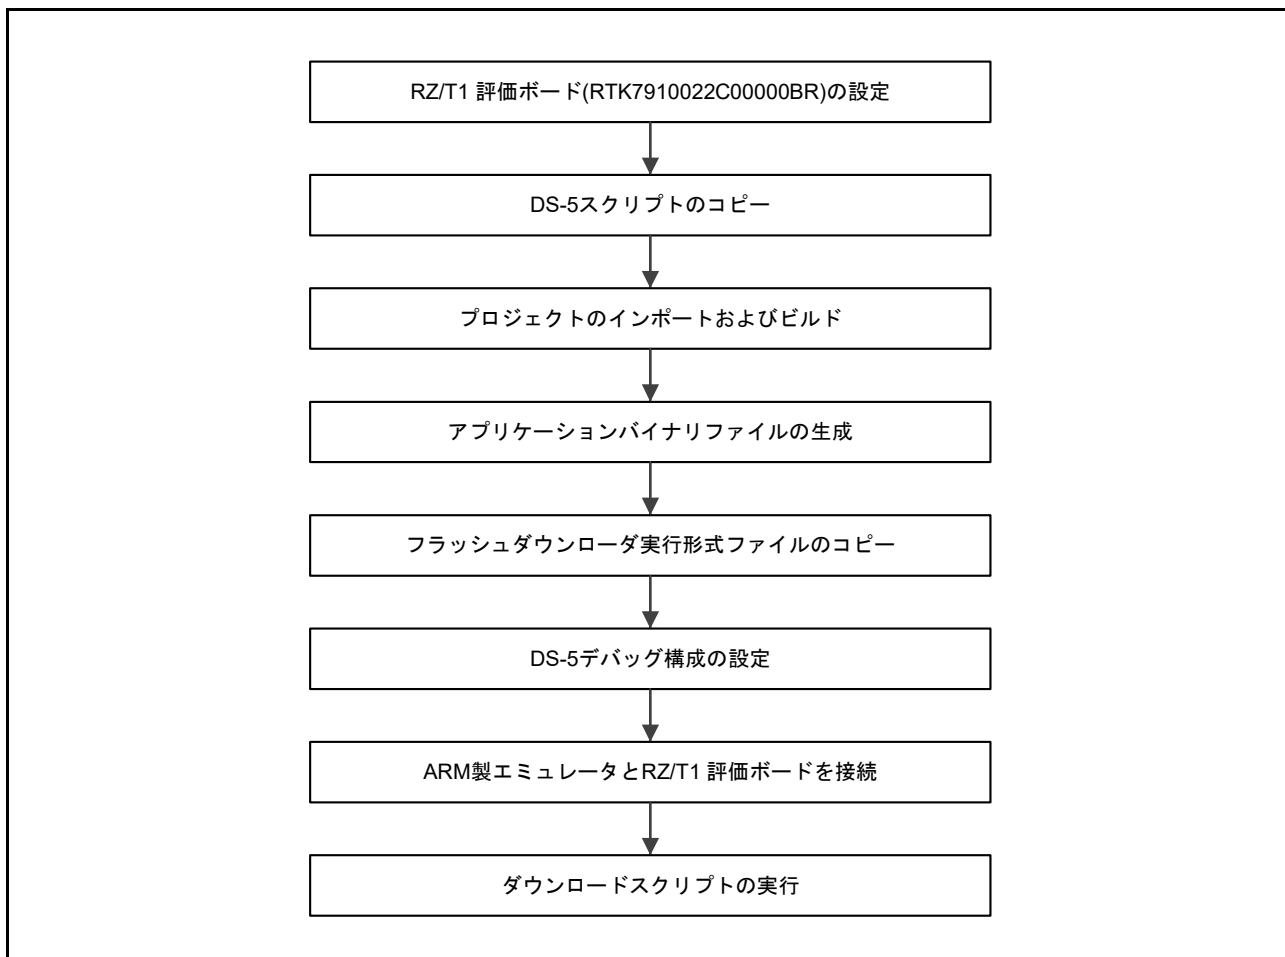 RZ/T1 評価ボード(RTK7910022C00000BR)の設定
DS-5スクリプトのコピー
プロジェクトのインポートおよびビルド
アプリケーションバイナリファイルの生成
フラッシュダウンローダ実行形式ファイルのコピー
DS-5デバッグ構成の設定
ARM製エミュレータとRZ/T1 評価ボードを接続
ダウンロードスクリプトの実行